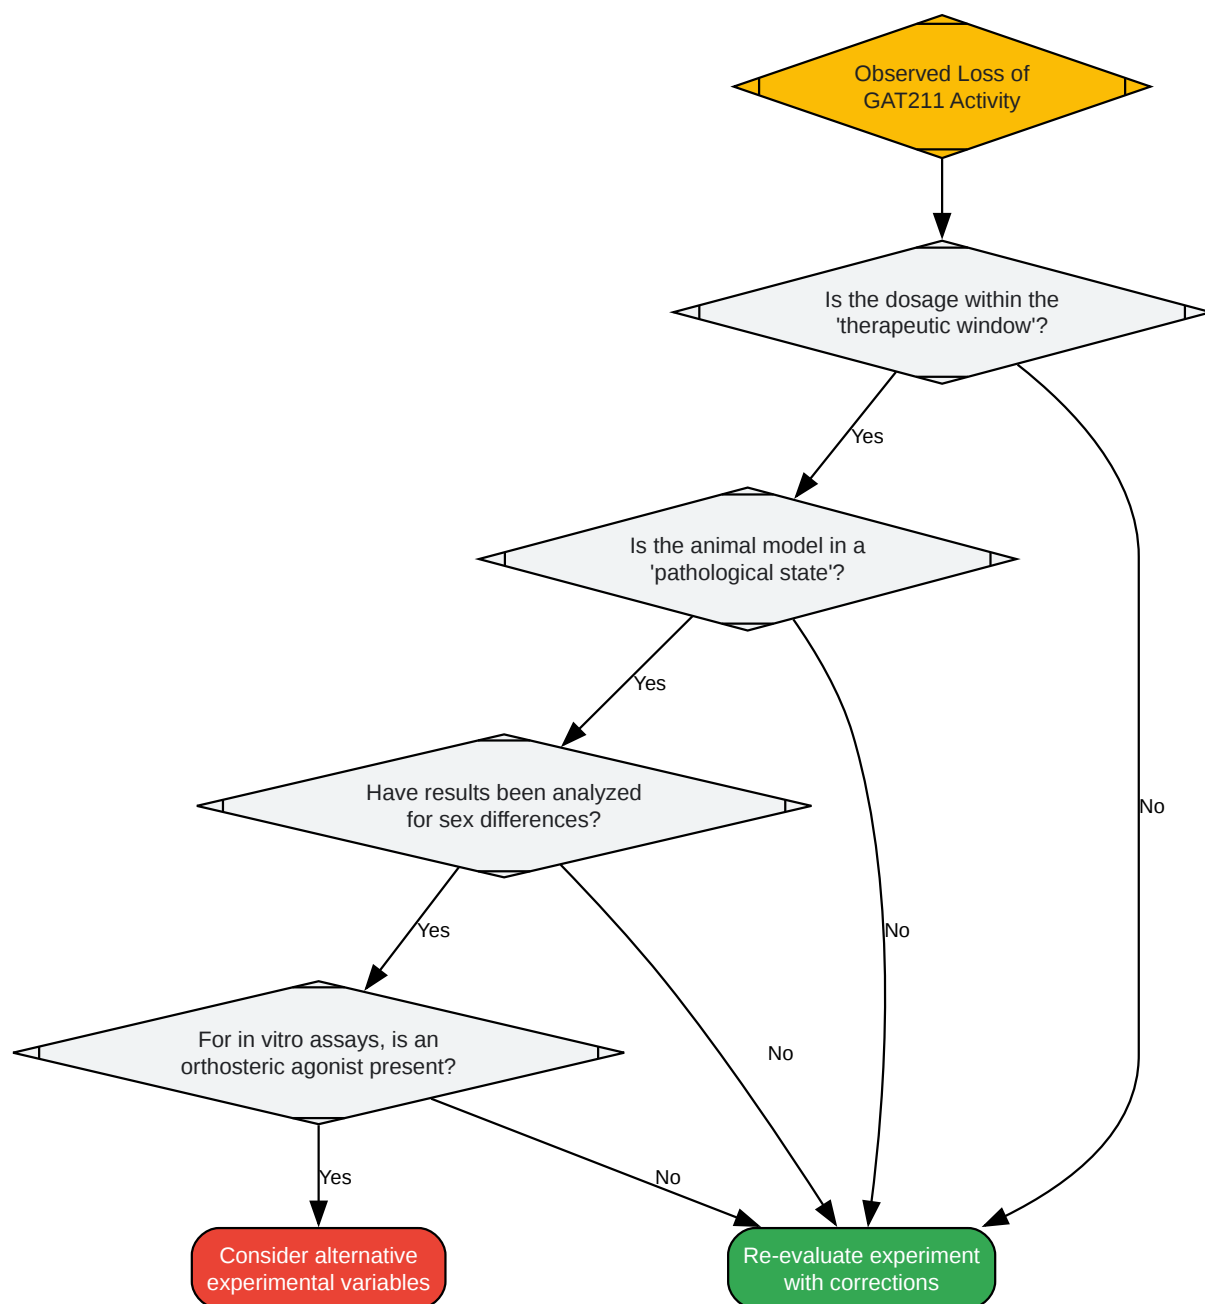 Observed Loss of
GAT211 Activity
Is the dosage within the
'therapeutic window'?
Yes
Is the animal model in a
'pathological state'?
Yes
Have results been analyzed
for sex differences?
No
Yes
No
For in vitro assays, is an
orthosteric agonist present?
No
Yes
No
Consider alternative
experimental variables
Re-evaluate experiment
with corrections